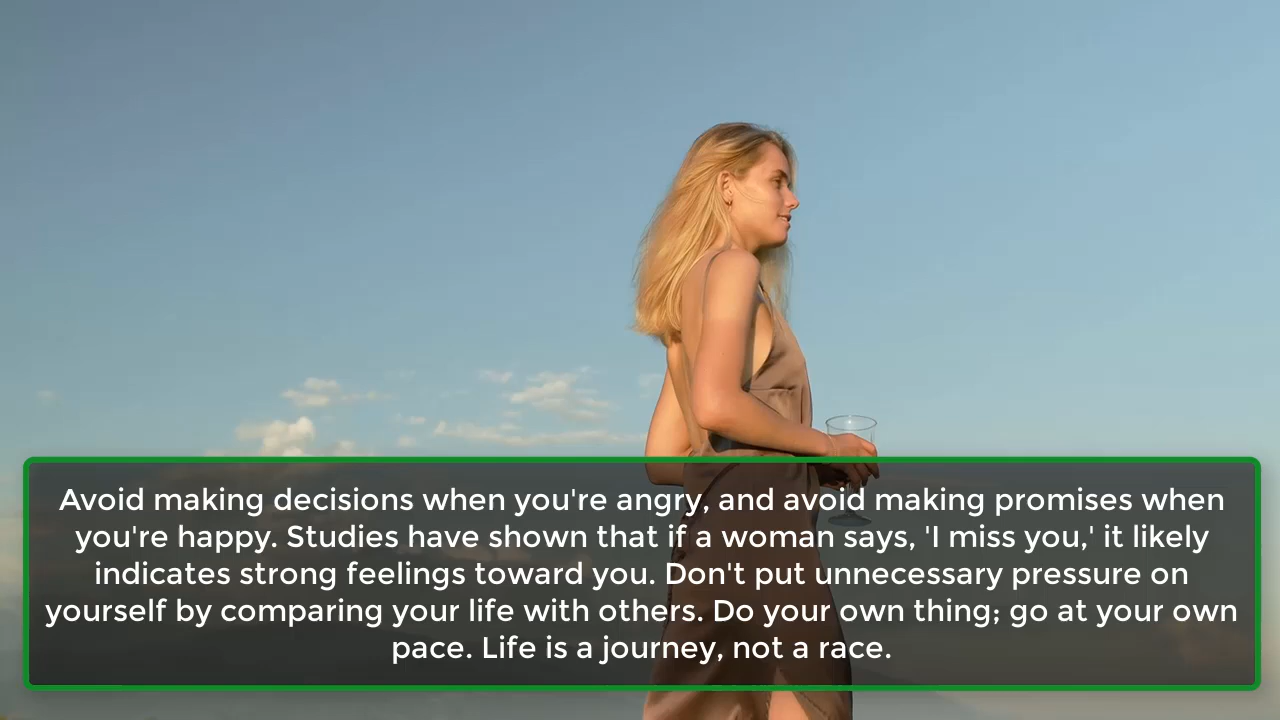 Avoid making decisions when you're angry, and avoid making promises when
you're happy. Studies have shown that if a woman says, 'I miss you,' it likely
indicates strong feelings toward you. Don't put unnecessary pressure on
yourself by comparing your life with others. Do your own thing; go at your own
pace. Life is a journey, not a race.